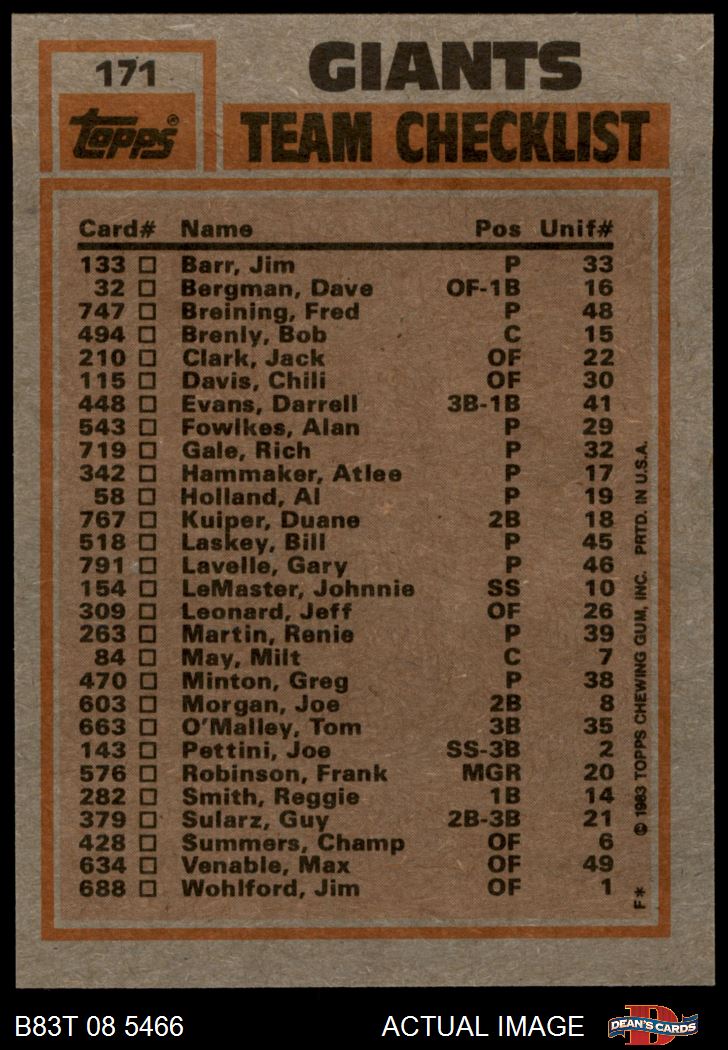 171
GIANTS
Topps®
TEAM CHECKLIST
Card# Name Pos Unif#
133 □ Barr, Jim P 33
32 □ Bergman, Dave OF-1B 16
747 □ Breining, Fred P 48
494 □ Brenly, Bob C 15
210 □ Clark, Jack OF 22
115 □ Davis, Chili OF 30
448 □ Evans, Darrell 3B-1B 41
543 □ Fowlkes, Alan P 29
719 □ Gale, Rich P 32
342 □ Hammaker, Atlee P 17
58 □ Holland, Al P 19
767 □ Kuiper, Duane 2B 18
518 □ Laskey, Bill P 45
791 □ Lavelle, Gary P 46
154 □ LeMaster, Johnnie SS 10
309 □ Leonard, Jeff OF 26
263 □ Martin, Renie P 39
84 □ May, Milt C 7
470 □ Minton, Greg P 38
603 □ Morgan, Joe 2B 8
663 □ O'Malley, Tom 3B 35
143 □ Pettini, Joe SS-3B 2
576 □ Robinson, Frank MGR 20
282 □ Smith, Reggie 1B 14
379 □ Sularz, Guy 2B-3B 21
428 □ Summers, Champ OF 6
634 □ Venable, Max OF 49
688 □ Wohlford, Jim OF 1
F* © 1983 TOPPS CHEWING GUM, INC. PRTD. IN U.S.A.
B83T 08 5466 ACTUAL IMAGE
D
DEAN'S CARDS